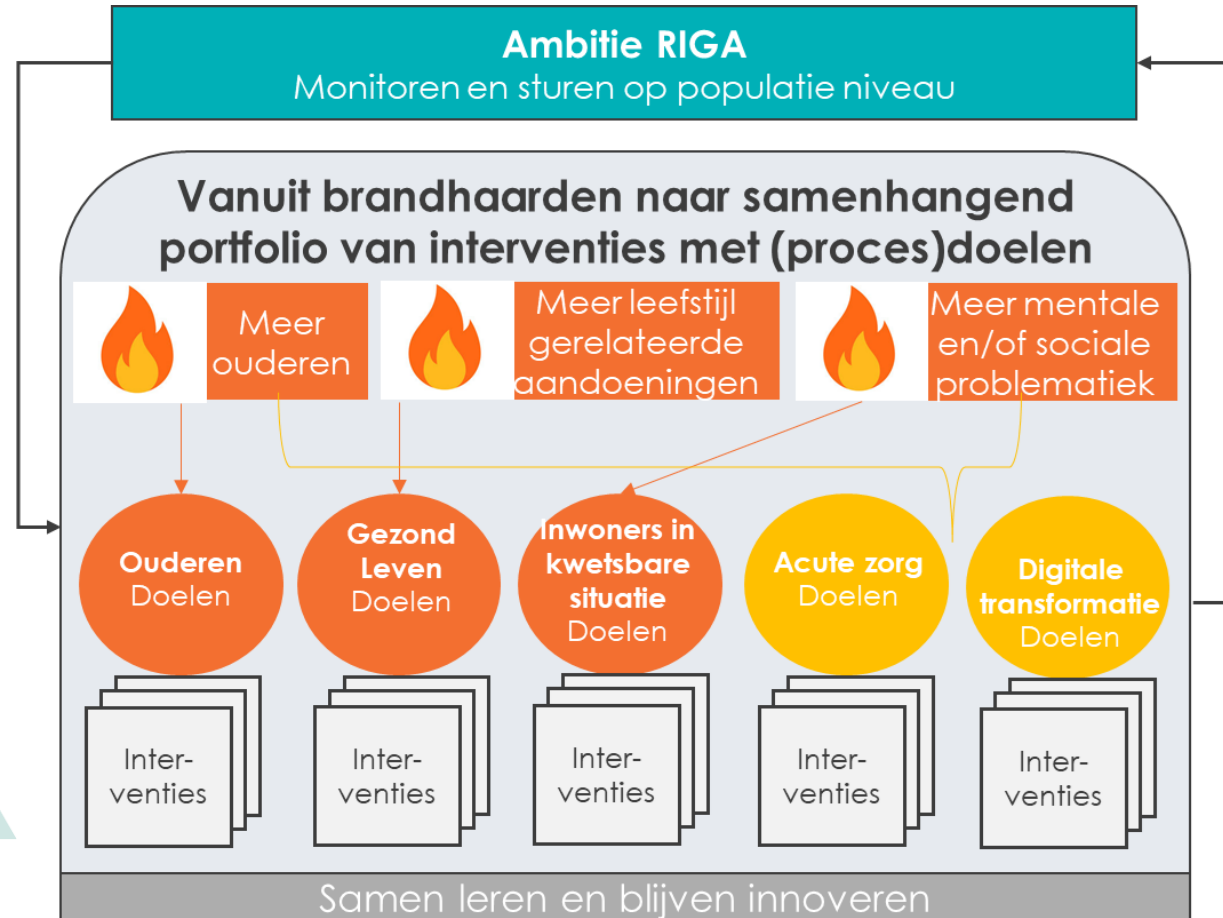 Ambitie RIGA
Monitoren en sturen op populatie niveau
Vanuit brandhaarden naar samenhangend
portfolio van interventies met (proces)doelen
Meer
ouderen
Meer leefstijl
gerelateerde
aandoeningen
Meer mentale
en/of sociale
problematiek
Ouderen
Doelen
Gezond
Leven
Doelen
Inwoners in
kwetsbare
situatie
Doelen
Acute zorg
Doelen
Digitale
transformatie
Doelen
Inter-
venties
Inter-
venties
Inter-
venties
Inter-
venties
Inter-
venties
Samen leren en blijven innoveren